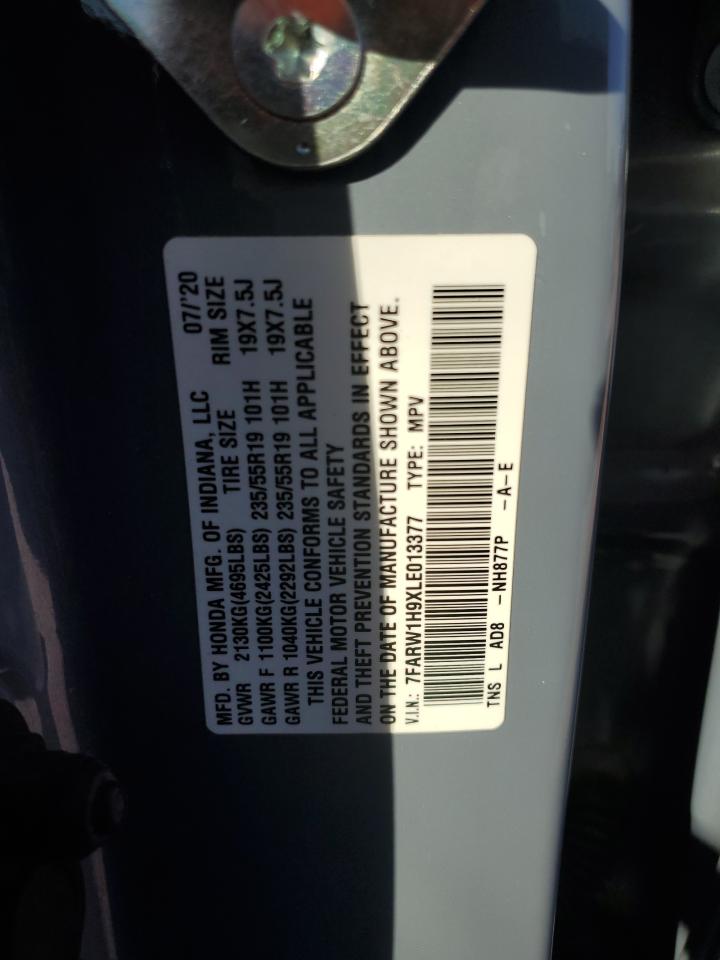 MFD. BY HONDA MFG. OF INDIANA, LLC 07/'20
GVWR 2130KG(4695LBS) TIRE SIZE RIM SIZE
GAWR F 1100KG(2425LBS) 235/55R19 101H 19X7.5J
GAWR R 1040KG(2292LBS) 235/55R19 101H 19X7.5J
THIS VEHICLE CONFORMS TO ALL APPLICABLE
FEDERAL MOTOR VEHICLE SAFETY
AND THEFT PREVENTION STANDARDS IN EFFECT
ON THE DATE OF MANUFACTURE SHOWN ABOVE.
V.I.N.: 7FARW1H9XLE013377 TYPE: MPV
TNS L AD8 -NH877P -A-E